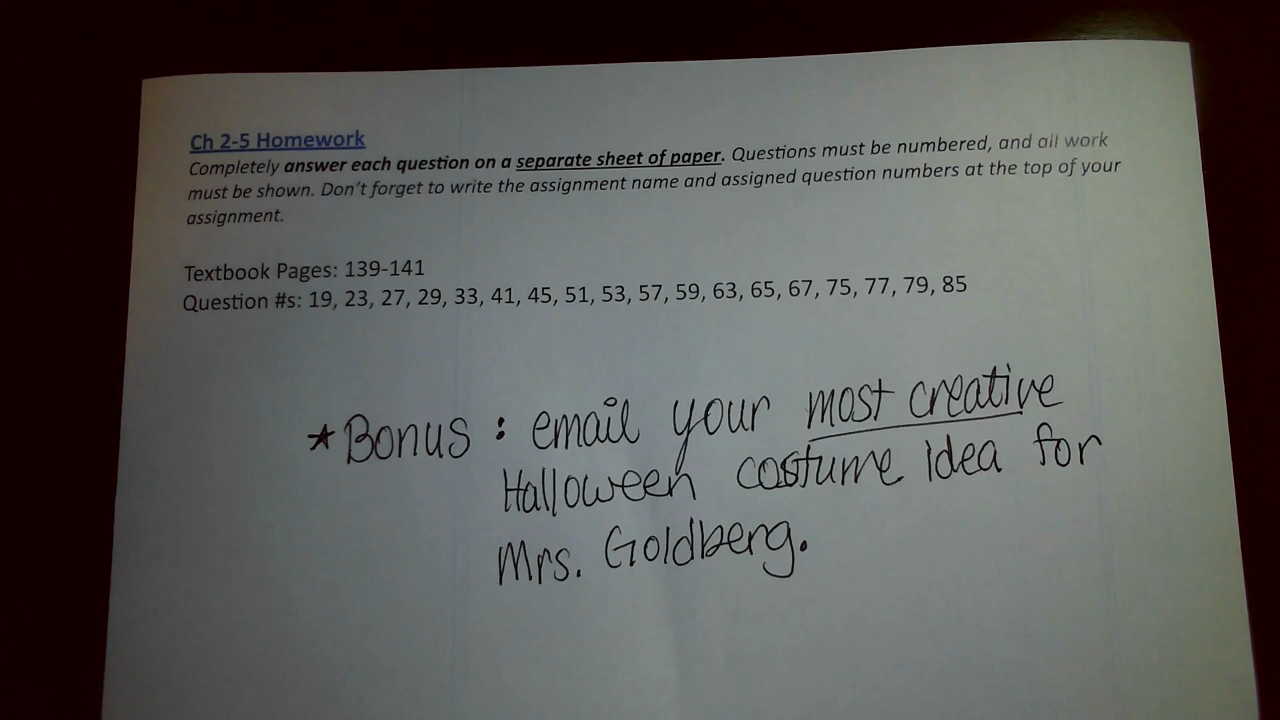 Ch 2-5 Homework
Completely answer each question on a separate sheet of paper. Questions must be numbered, and all work
must be shown. Don't forget to write the assignment name and assigned question numbers at the top of your
assignment.
Textbook Pages: 139-141
Question #s: 19, 23, 27, 29, 33, 41, 45, 51, 53, 57, 59, 63, 65, 67, 75, 77, 79, 85
*Bonus: email your most creative
Halloween costume idea for
Mrs. Goldberg.